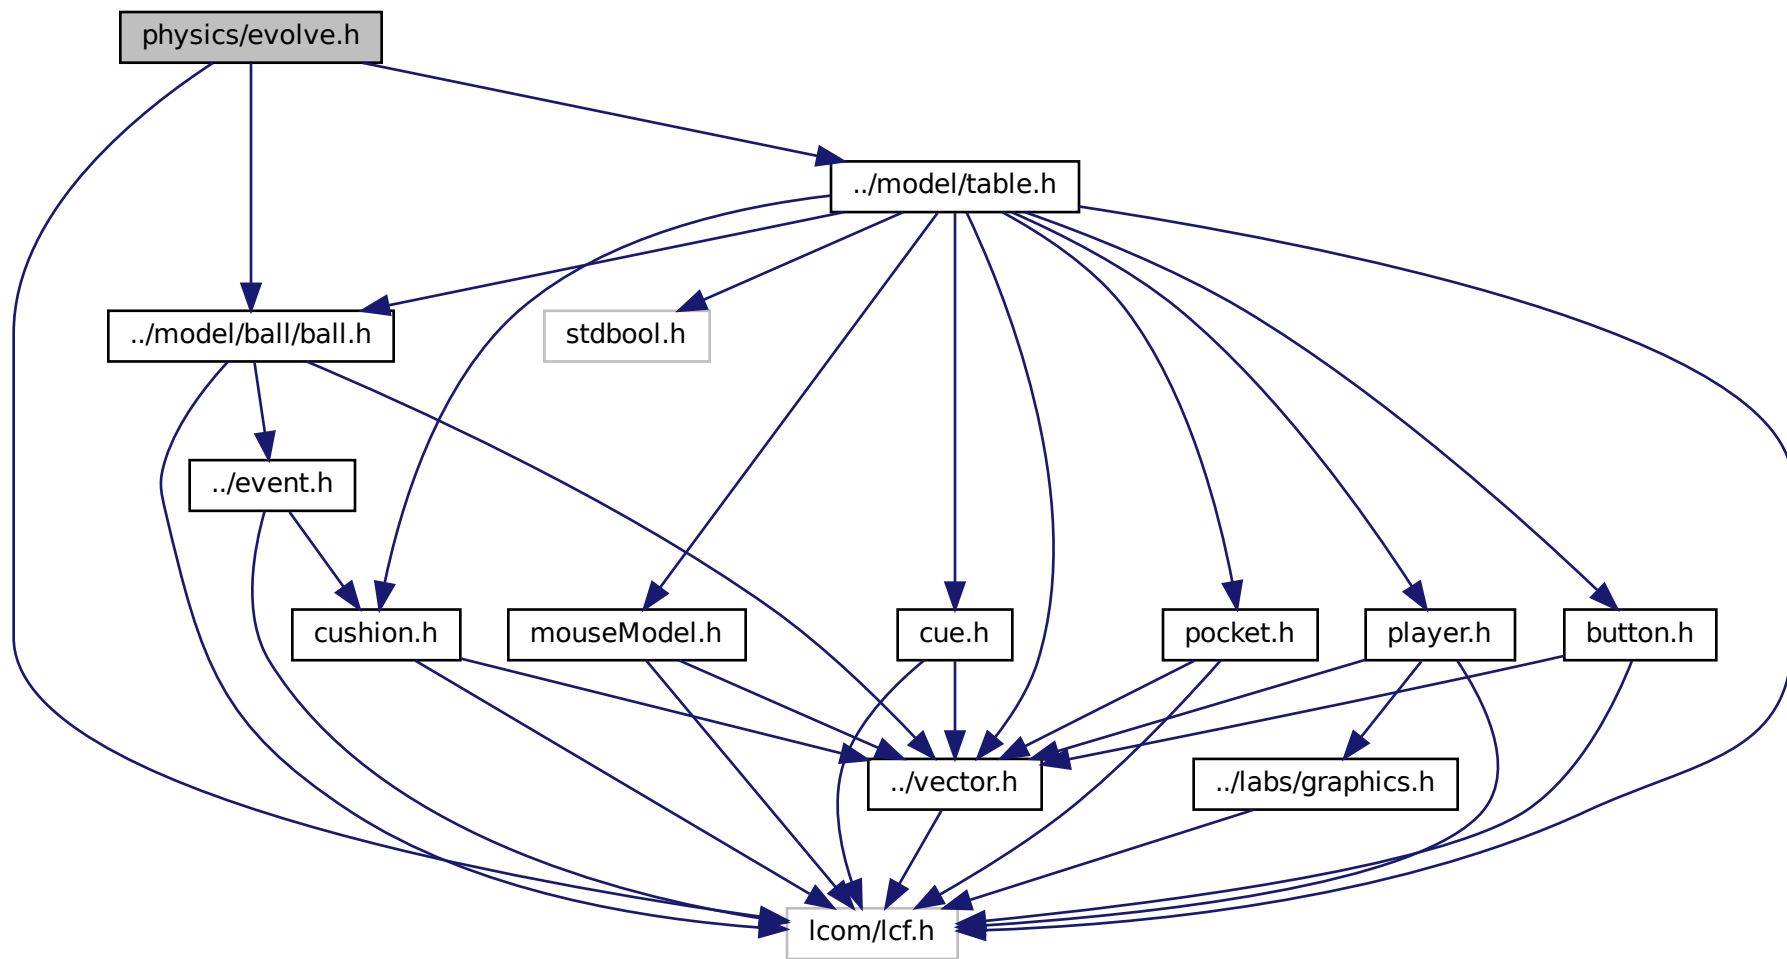 physics/evolve.h
../model/table.h
../model/ball/ball.h
stdbool.h
../event.h
cushion.h
mouseModel.h
cue.h
pocket.h
player.h
button.h
../vector.h
../labs/graphics.h
lcom/lcf.h